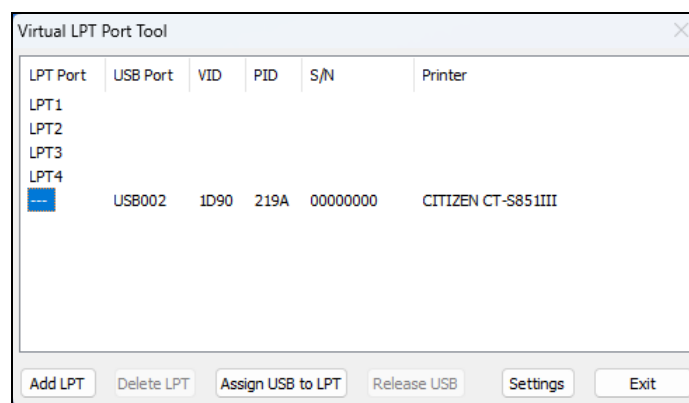 Virtual LPT Port Tool
LPT Port USB Port VID PID S/N Printer
LPT1
LPT2
LPT3
LPT4
--- USB002 1D90 219A 00000000 CITIZEN CT-S851III
Add LPT Delete LPT Assign USB to LPT Release USB Settings Exit